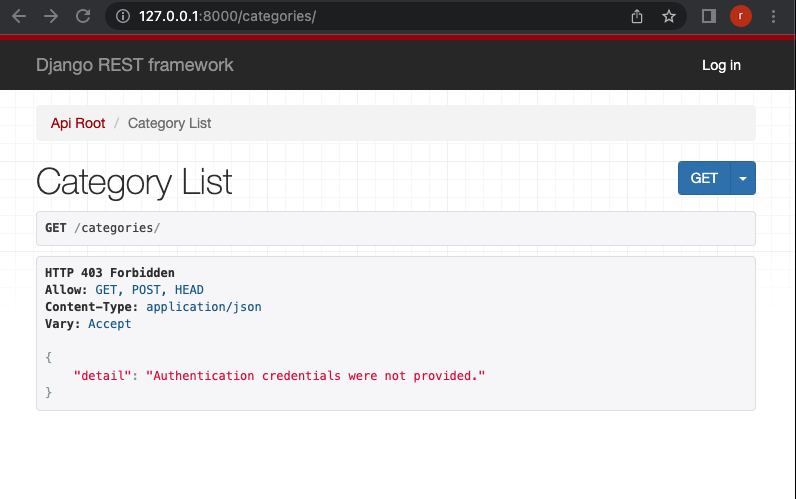 127.0.0.1:8000/categories/
r
Django REST framework
Log in
Api Root / Category List
Category List
GET
GET /categories/
HTTP 403 Forbidden
Allow: GET, POST, HEAD
Content-Type: application/json
Vary: Accept
{
    "detail": "Authentication credentials were not provided."
}